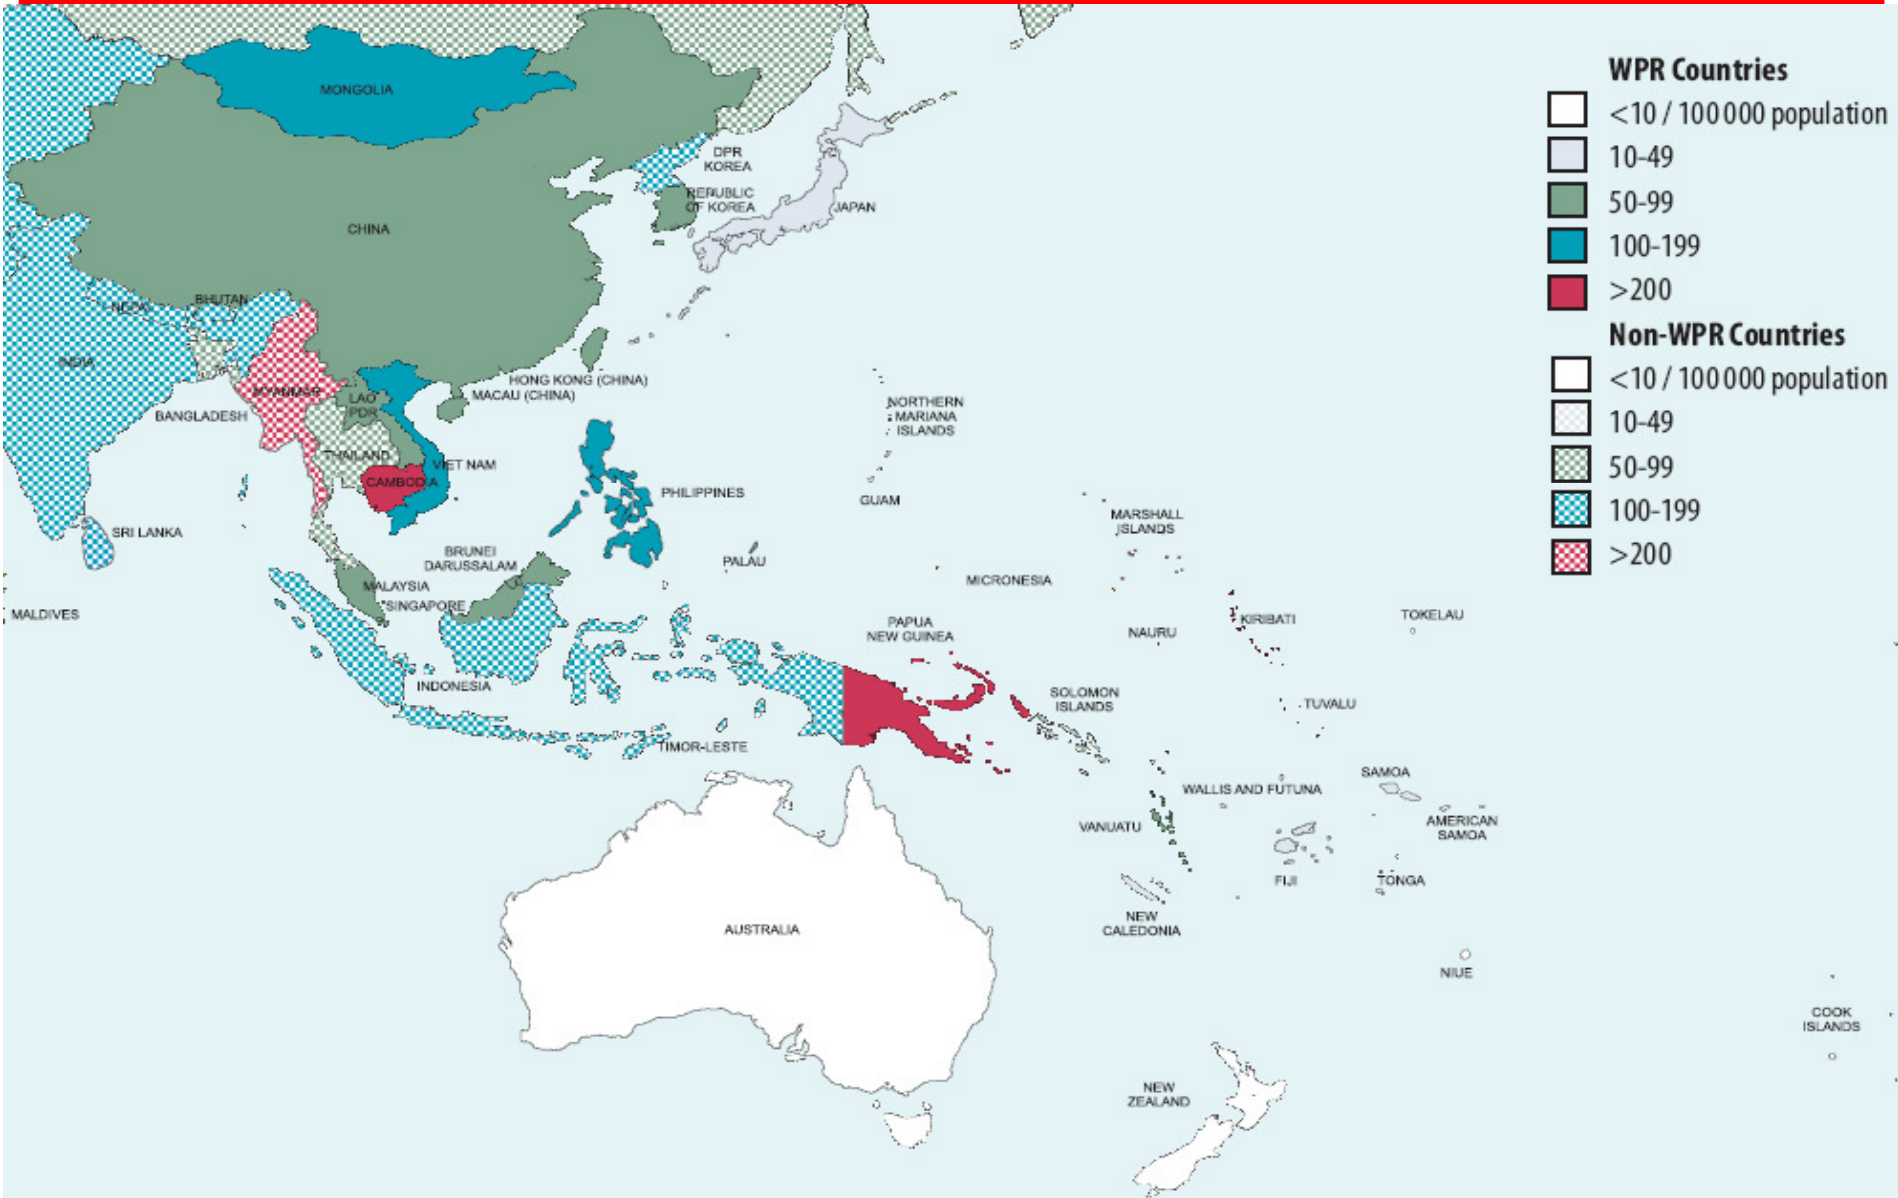 WPR Countries
<10 / 100 000 population
10-49
50-99
100-199
>200
Non-WPR Countries
<10 / 100 000 population
10-49
50-99
100-199
>200
MONGOLIA
DPR
KOREA
REPUBLIC
OF KOREA
JAPAN
CHINA
BHUTAN
NEPAL
INDIA
MYANMAR
BANGLADESH
LAO
PDR
HONG KONG (CHINA)
MACAU (CHINA)
THAILAND
VIET NAM
CAMBODIA
PHILIPPINES
NORTHERN
MARIANA
ISLANDS
GUAM
MARSHALL
ISLANDS
SRI LANKA
BRUNEI
DARUSSALAM
PALAU
MICRONESIA
MALAYSIA
SINGAPORE
MALDIVES
PAPUA
NEW GUINEA
NAURU
KIRIBATI
TOKELAU
INDONESIA
SOLOMON
ISLANDS
TUVALU
TIMOR-LESTE
WALLIS AND FUTUNA
SAMOA
AMERICAN
SAMOA
VANUATU
FIJI
TONGA
NEW
CALEDONIA
AUSTRALIA
NIUE
COOK
ISLANDS
NEW
ZEALAND